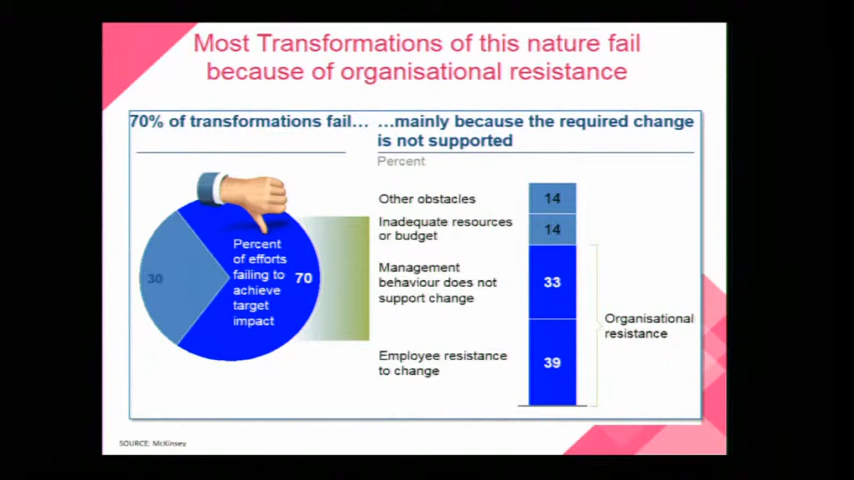 Most Transformations of this nature fail
because of organisational resistance
70% of transformations fail…
…mainly because the required change
is not supported
Percent
30
Percent
of efforts
failing to
achieve
target
impact
70
Other obstacles
14
Inadequate resources
or budget
14
Management
behaviour does not
support change
33
Employee resistance
to change
39
Organisational
resistance
SOURCE: McKinsey